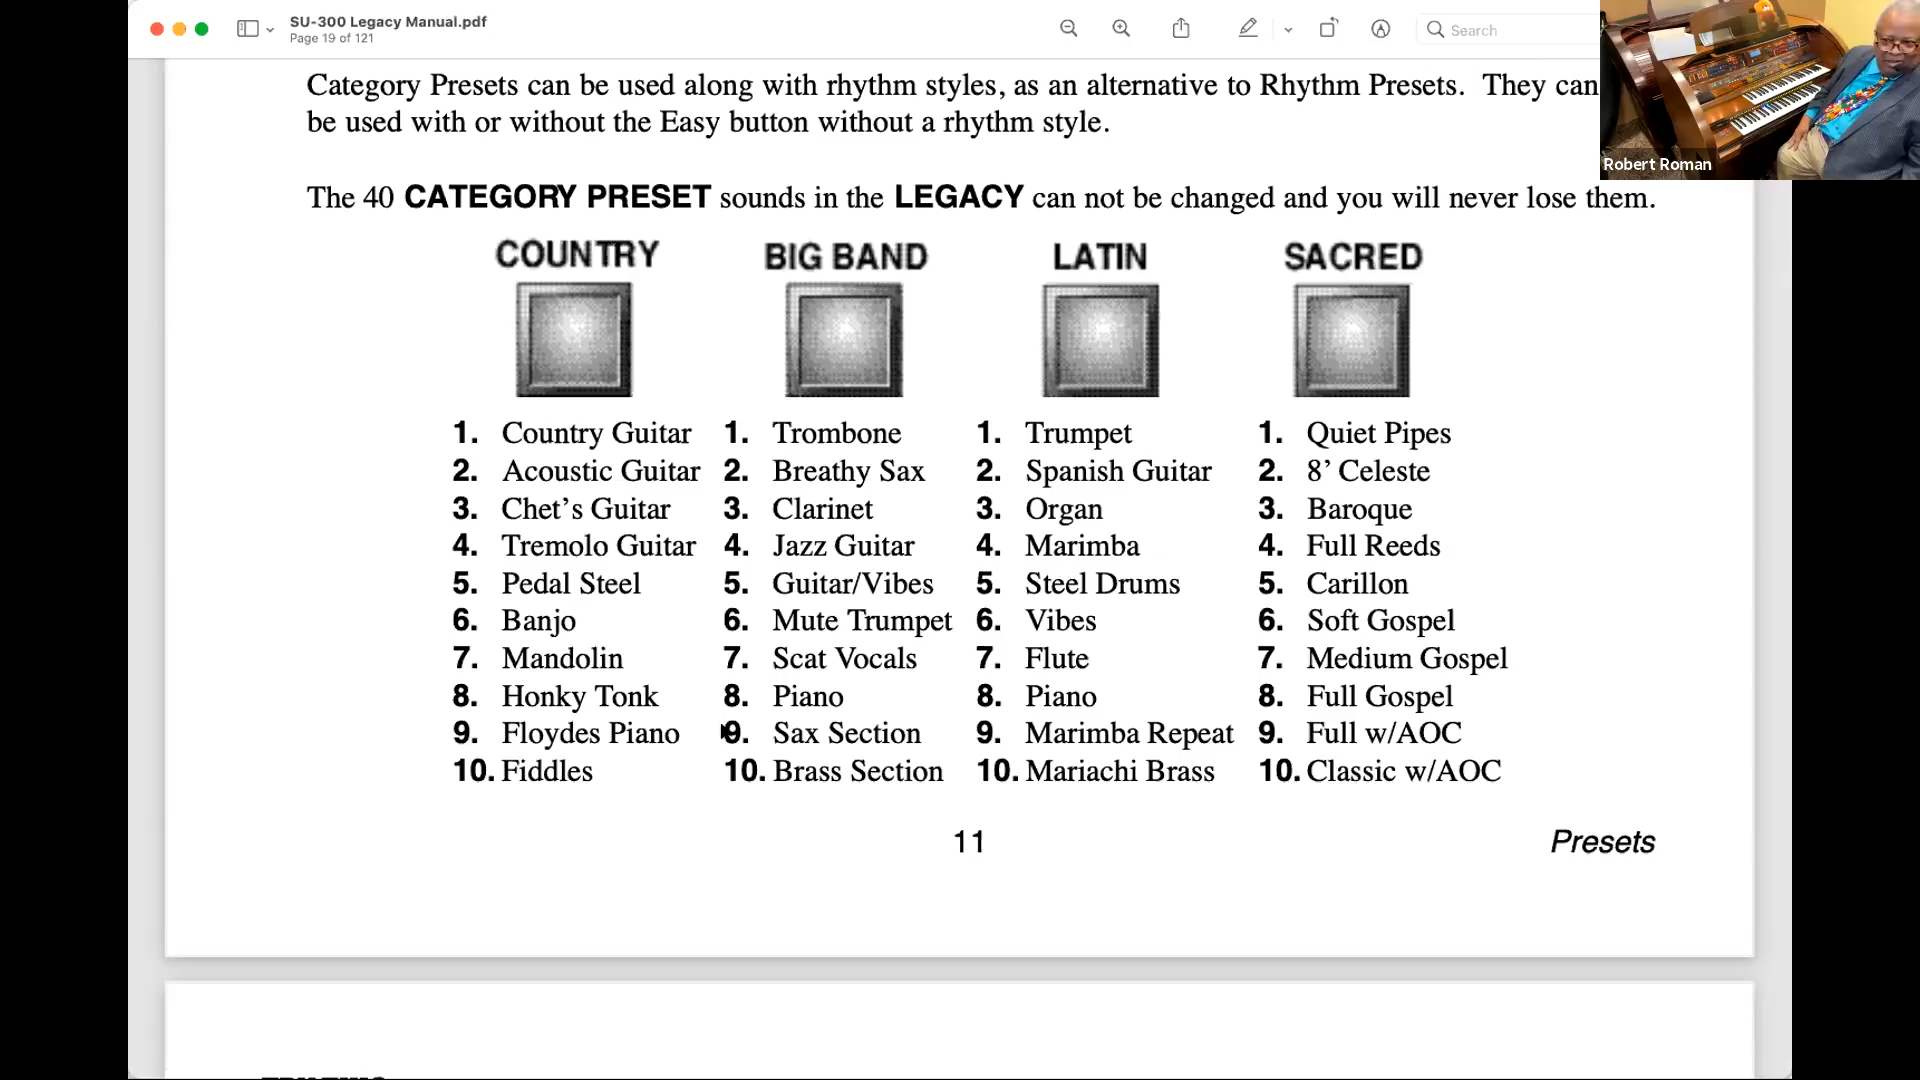 SU-300 Legacy Manual.pdf
Page 19 of 121
Search
Robert Roman
Category Presets can be used along with rhythm styles, as an alternative to Rhythm Presets. They can
be used with or without the Easy button without a rhythm style.
The 40 CATEGORY PRESET sounds in the LEGACY can not be changed and you will never lose them.
COUNTRY BIG BAND LATIN SACRED
1. Country Guitar 1. Trombone 1. Trumpet 1. Quiet Pipes
2. Acoustic Guitar 2. Breathy Sax 2. Spanish Guitar 2. 8’ Celeste
3. Chet’s Guitar 3. Clarinet 3. Organ 3. Baroque
4. Tremolo Guitar 4. Jazz Guitar 4. Marimba 4. Full Reeds
5. Pedal Steel 5. Guitar/Vibes 5. Steel Drums 5. Carillon
6. Banjo 6. Mute Trumpet 6. Vibes 6. Soft Gospel
7. Mandolin 7. Scat Vocals 7. Flute 7. Medium Gospel
8. Honky Tonk 8. Piano 8. Piano 8. Full Gospel
9. Floydes Piano 9. Sax Section 9. Marimba Repeat 9. Full w/AOC
10. Fiddles 10. Brass Section 10. Mariachi Brass 10. Classic w/AOC
11 Presets